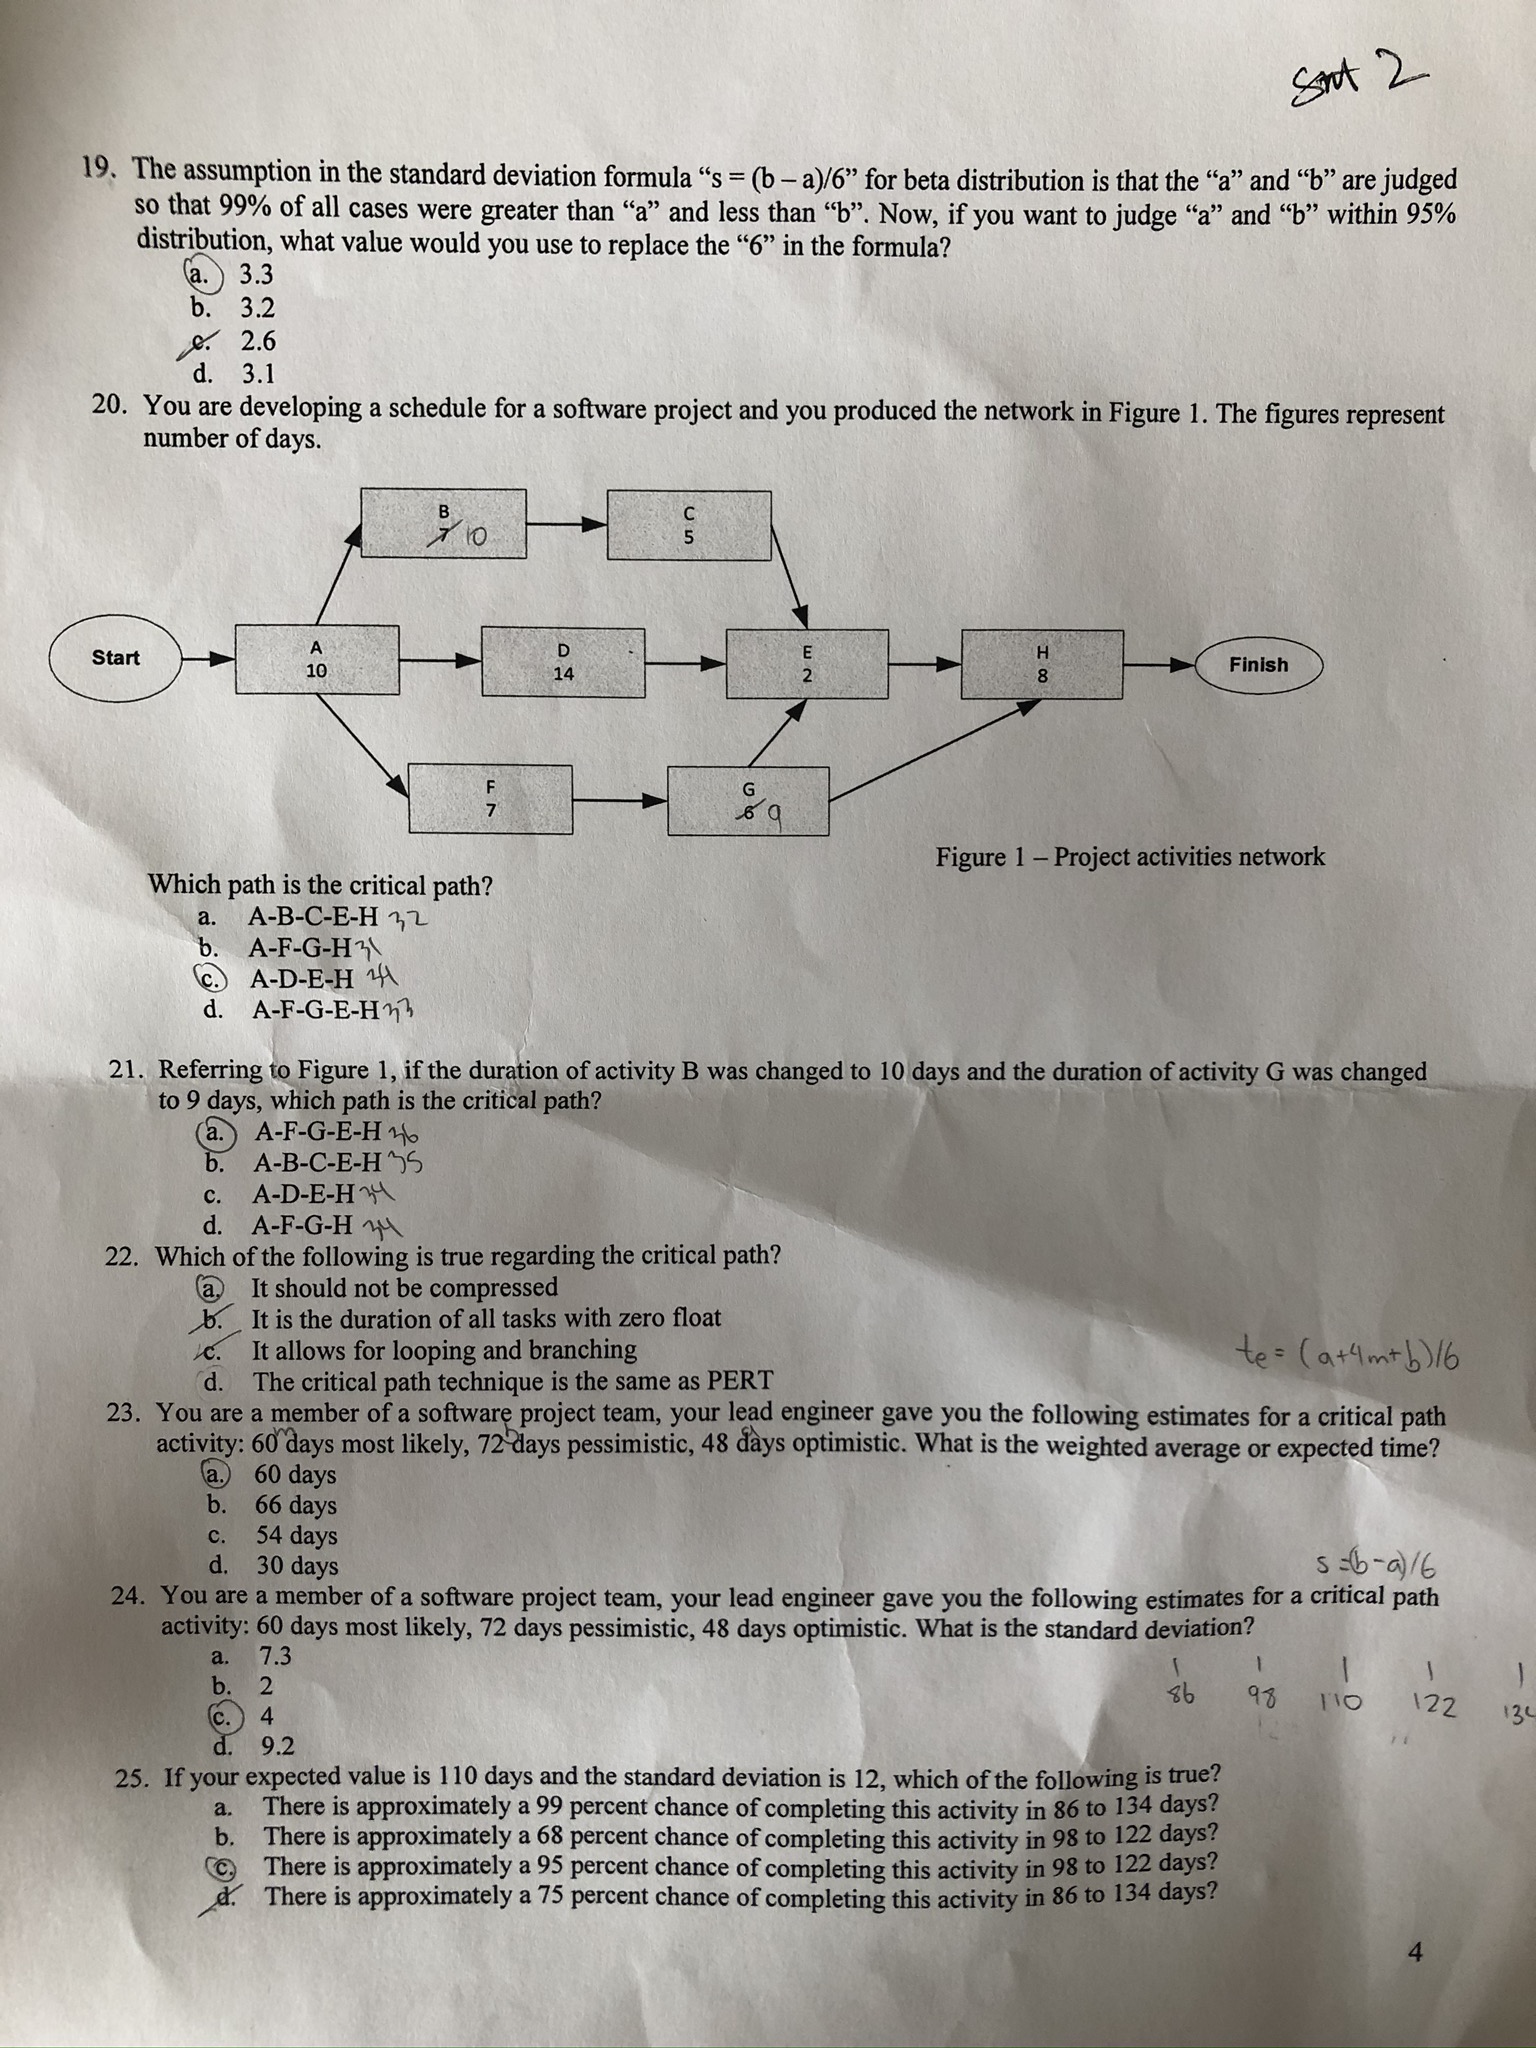 Smt 2
19. The assumption in the standard deviation formula “s = (b – a)/6” for beta distribution is that the “a” and “b” are judged
so that 99% of all cases were greater than “a” and less than “b”. Now, if you want to judge “a” and “b” within 95%
distribution, what value would you use to replace the “6” in the formula?
a. 3.3
b. 3.2
c. 2.6
d. 3.1
20. You are developing a schedule for a software project and you produced the network in Figure 1. The figures represent
number of days.
B
7 10
C
5
Start
A
10
D
14
E
2
H
8
Finish
F
7
G
6 9
Figure 1 – Project activities network
Which path is the critical path?
a. A-B-C-E-H 32
b. A-F-G-H 31
c. A-D-E-H 34
d. A-F-G-E-H 33
21. Referring to Figure 1, if the duration of activity B was changed to 10 days and the duration of activity G was changed
to 9 days, which path is the critical path?
a. A-F-G-E-H 36
b. A-B-C-E-H 35
c. A-D-E-H 34
d. A-F-G-H 34
22. Which of the following is true regarding the critical path?
a. It should not be compressed
b. It is the duration of all tasks with zero float
c. It allows for looping and branching
te = (a+4m+b)/6
d. The critical path technique is the same as PERT
23. You are a member of a software project team, your lead engineer gave you the following estimates for a critical path
m b a
activity: 60 days most likely, 72 days pessimistic, 48 days optimistic. What is the weighted average or expected time?
a. 60 days
b. 66 days
c. 54 days
d. 30 days
s=(b-a)/6
24. You are a member of a software project team, your lead engineer gave you the following estimates for a critical path
activity: 60 days most likely, 72 days pessimistic, 48 days optimistic. What is the standard deviation?
a. 7.3
b. 2
86 98 110 122 134
c. 4
d. 9.2
25. If your expected value is 110 days and the standard deviation is 12, which of the following is true?
a. There is approximately a 99 percent chance of completing this activity in 86 to 134 days?
b. There is approximately a 68 percent chance of completing this activity in 98 to 122 days?
c. There is approximately a 95 percent chance of completing this activity in 98 to 122 days?
d. There is approximately a 75 percent chance of completing this activity in 86 to 134 days?
4